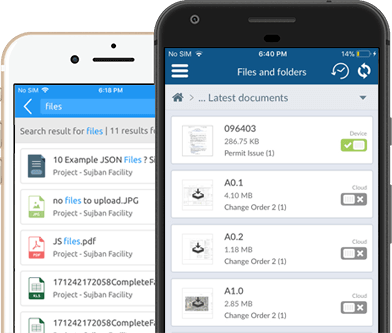 No SIM
6:18 PM
files
Search result for files | 11 results fo
10 Example JSON Files ? Si
Project - Sujban Facility
no files to upload.JPG
Project - Sujban Facility
JS files.pdf
Project - Sujban Facility
171242172058CompleteFa
Project - Sujban Facility
171242172058CompleteFa
No SIM
6:40 PM
14%
Files and folders
> ... Latest documents
096403
286.75 KB
Permit Issue (1)
Device
A0.1
4.10 MB
Change Order 2 (1)
Cloud
A0.2
1.18 MB
Change Order 2 (1)
Cloud
A1.0
2.85 MB
Change Order 2 (1)
Cloud